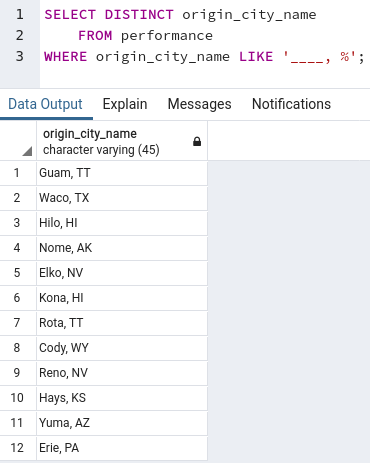 1 SELECT DISTINCT origin_city_name
2 FROM performance
3 WHERE origin_city_name LIKE '____, %';
Data Output Explain Messages Notifications
origin_city_name
character varying (45)
1 Guam, TT
2 Waco, TX
3 Hilo, HI
4 Nome, AK
5 Elko, NV
6 Kona, HI
7 Rota, TT
8 Cody, WY
9 Reno, NV
10 Hays, KS
11 Yuma, AZ
12 Erie, PA